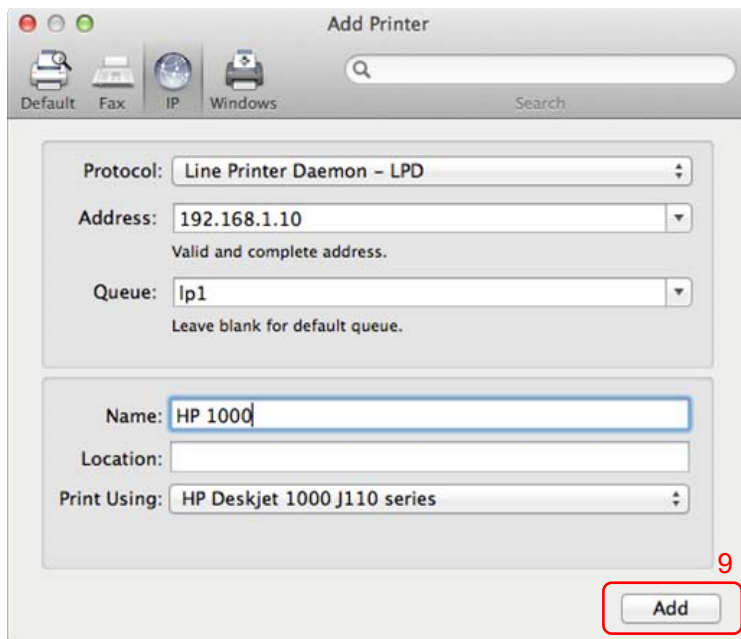 Add Printer
Default Fax IP Windows Search
Protocol: Line Printer Daemon – LPD
Address: 192.168.1.10
Valid and complete address.
Queue: lp1
Leave blank for default queue.
Name: HP 1000
Location:
Print Using: HP Deskjet 1000 J110 series
9
Add